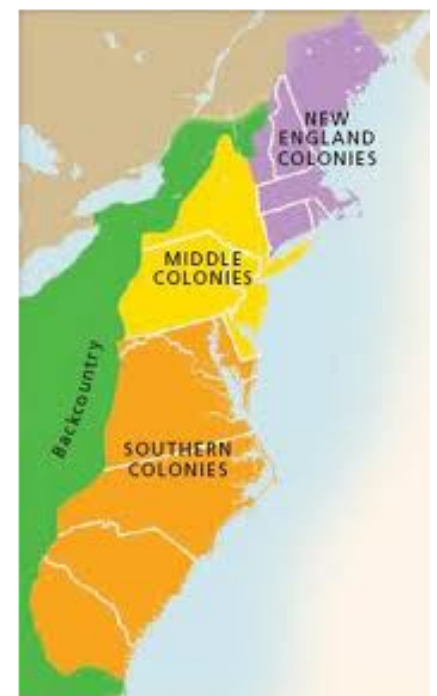 NEW
ENGLAND
COLONIES
MIDDLE
COLONIES
Backcountry
SOUTHERN
COLONIES